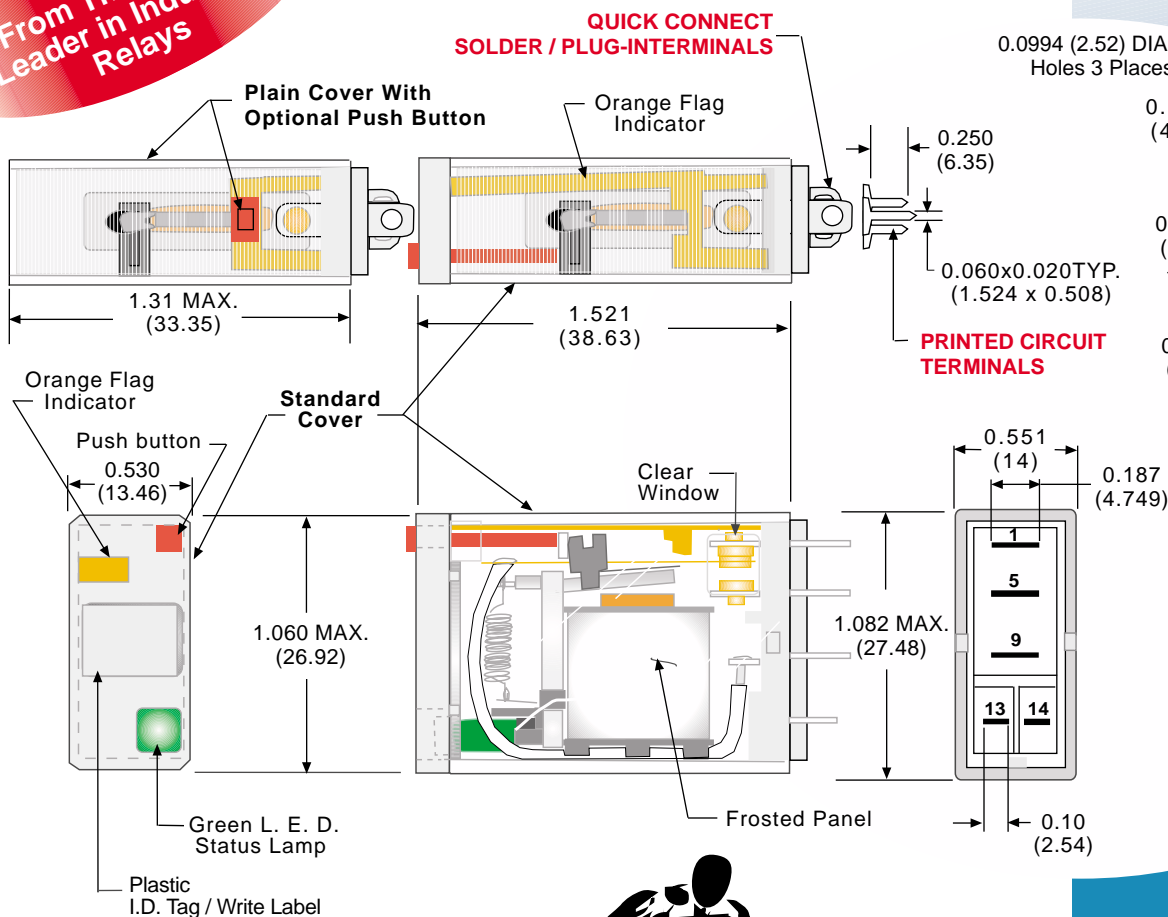 From
Leader in
Relays
QUICK CONNECT
SOLDER / PLUG-INTERMINALS
0.0994 (2.52)
Holes 3 Places
Plain Cover With
Optional Push Button
Orange Flag
Indicator
0.250
(6.35)
0.060x0.020TYP.
(1.524 x 0.508)
1.31 MAX.
(33.35)
1.521
(38.63)
PRINTED CIRCUIT
TERMINALS
Orange Flag
Indicator
Standard
Cover
Push button
0.530
(13.46)
Clear
Window
0.551
(14)
0.187
(4.749)
1
5
9
13 14
1.060 MAX.
(26.92)
1.082 MAX.
(27.48)
Frosted Panel
0.10
(2.54)
Green L. E. D.
Status Lamp
Plastic
I.D. Tag / Write Label